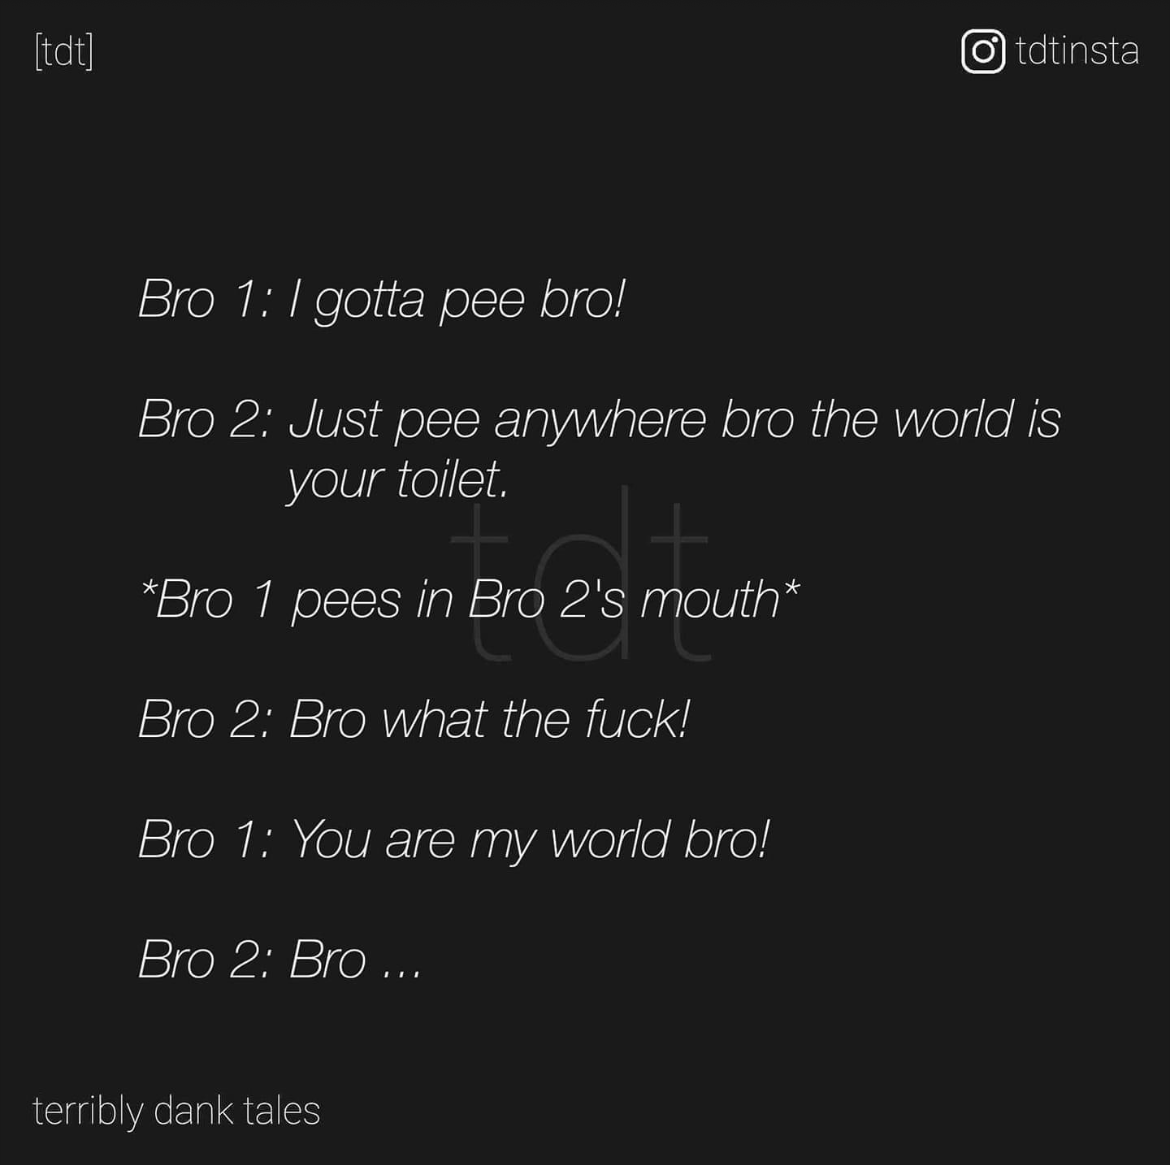 [tdt]
tdtinsta
Bro 1: I gotta pee bro!
Bro 2: Just pee anywhere bro the world is
your toilet.
tdt
*Bro 1 pees in Bro 2's mouth*
Bro 2: Bro what the fuck!
Bro 1: You are my world bro!
Bro 2: Bro ...
terribly dank tales